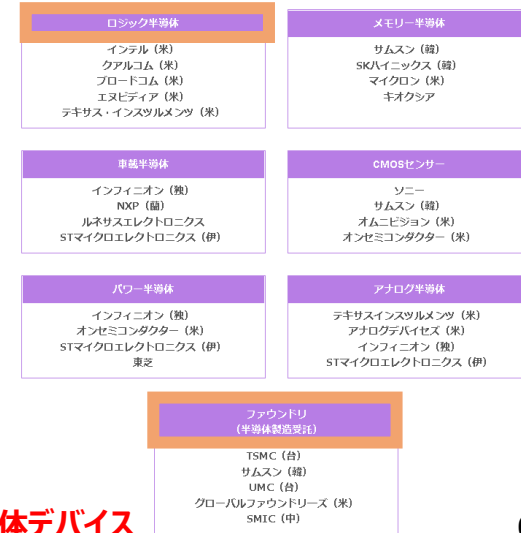 ロジック半導体
インテル（米）
クアルコム（米）
ブロードコム（米）
エヌビディア（米）
テキサス・インスツルメンツ（米）
メモリー半導体
サムスン（韓）
SKハイニックス（韓）
マイクロン（米）
キオクシア
車載半導体
インフィニオン（独）
NXP（蘭）
ルネサスエレクトロニクス
STマイクロエレクトロニクス（伊）
CMOSセンサー
ソニー
サムスン（韓）
オムニビジョン（米）
オンセミコンダクター（米）
パワー半導体
インフィニオン（独）
オンセミコンダクター（米）
STマイクロエレクトロニクス（伊）
東芝
アナログ半導体
テキサスインスツルメンツ（米）
アナログデバイセズ（米）
インフィニオン（独）
STマイクロエレクトロニクス（伊）
ファウンドリ
（半導体製造受託）
TSMC（台）
サムスン（韓）
UMC（台）
グローバルファウンドリーズ（米）
SMIC（中）
体デバイス